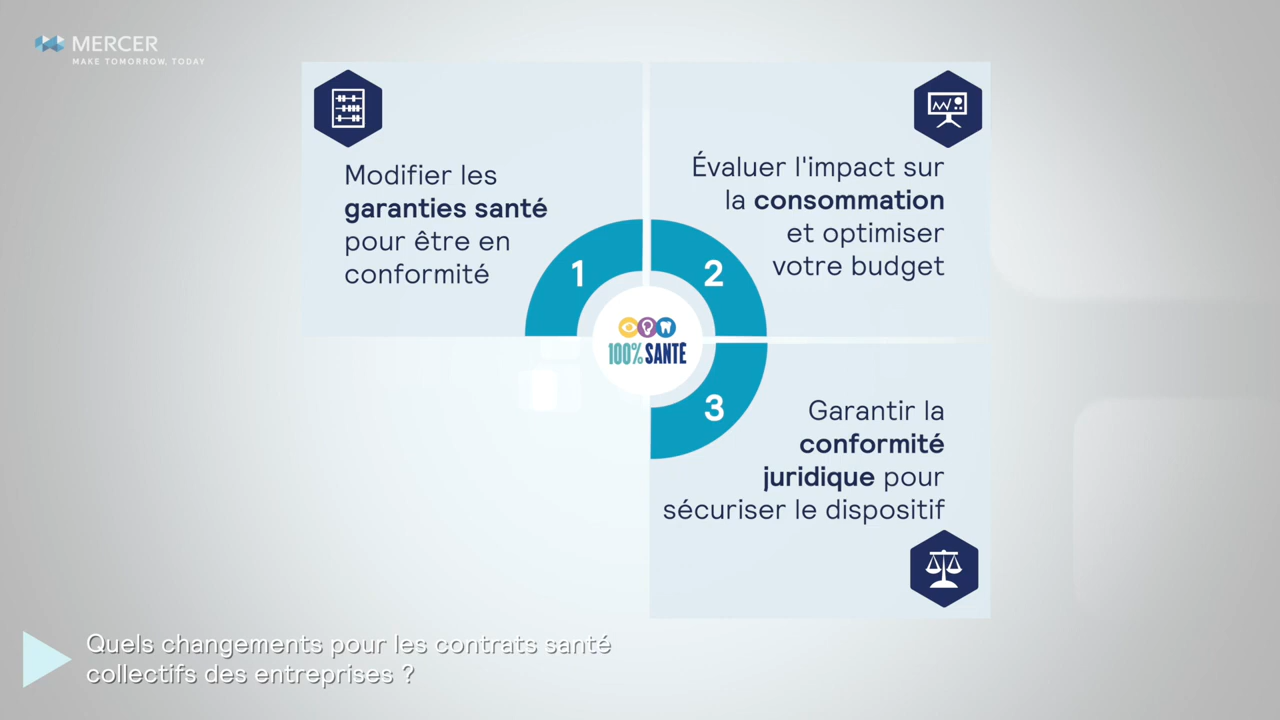 MERCER
MAKE TOMORROW, TODAY
Modifier les
garanties santé
pour être en
conformité
1
Évaluer l'impact sur
la consommation
et optimiser
votre budget
2
100% SANTÉ
3
Garantir la
conformité
juridique pour
sécuriser le dispositif
Quels changements pour les contrats santé
collectifs des entreprises ?